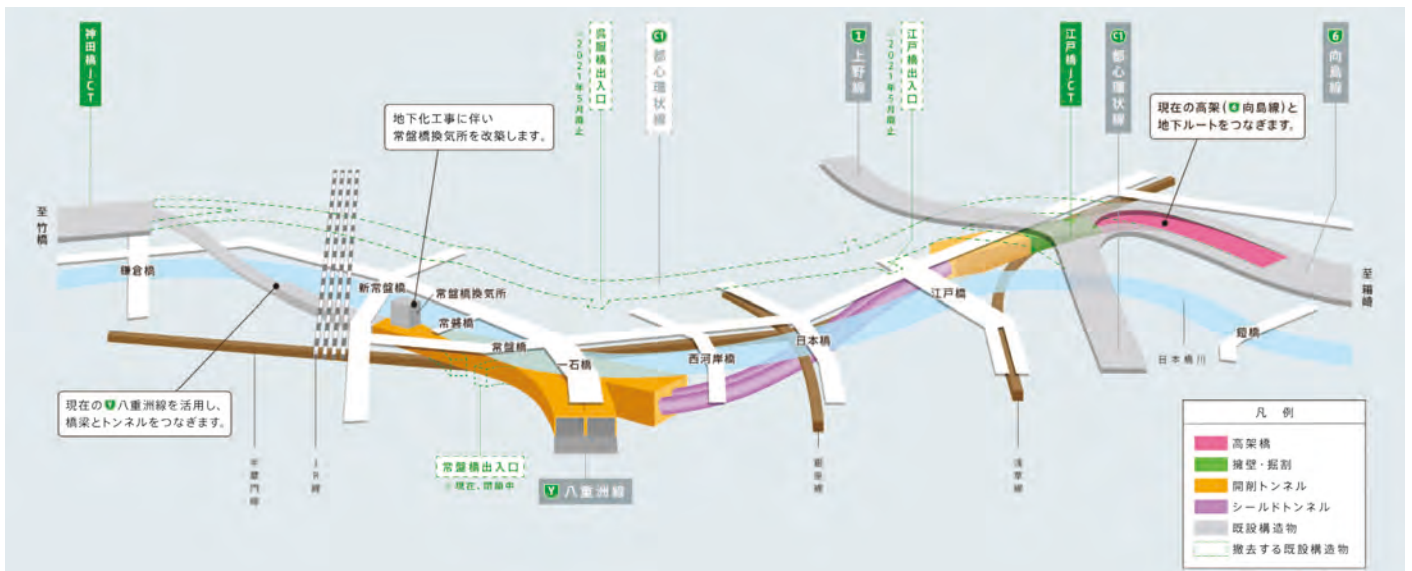 神田橋JCT
呉服橋出入口
※2021年5月廃止
C1 都心環状線
1 上野線
江戸橋出入口
※2021年5月廃止
江戸橋JCT
C1 都心環状線
6 向島線
地下化工事に伴い
常盤橋換気所を改築します。
現在の高架(6向島線)と
地下ルートをつなぎます。
至竹橋
鎌倉橋
新常盤橋
常盤橋換気所
常磐橋
常盤橋
一石橋
西河岸橋
日本橋
江戸橋
鎧橋
日本橋川
至箱崎
現在のY八重洲線を活用し、
橋梁とトンネルをつなぎます。
半蔵門線
JR線
常盤橋出入口
※現在、閉鎖中
Y 八重洲線
銀座線
浅草線
凡 例
高架橋
擁壁・掘割
開削トンネル
シールドトンネル
既設構造物
撤去する既設構造物